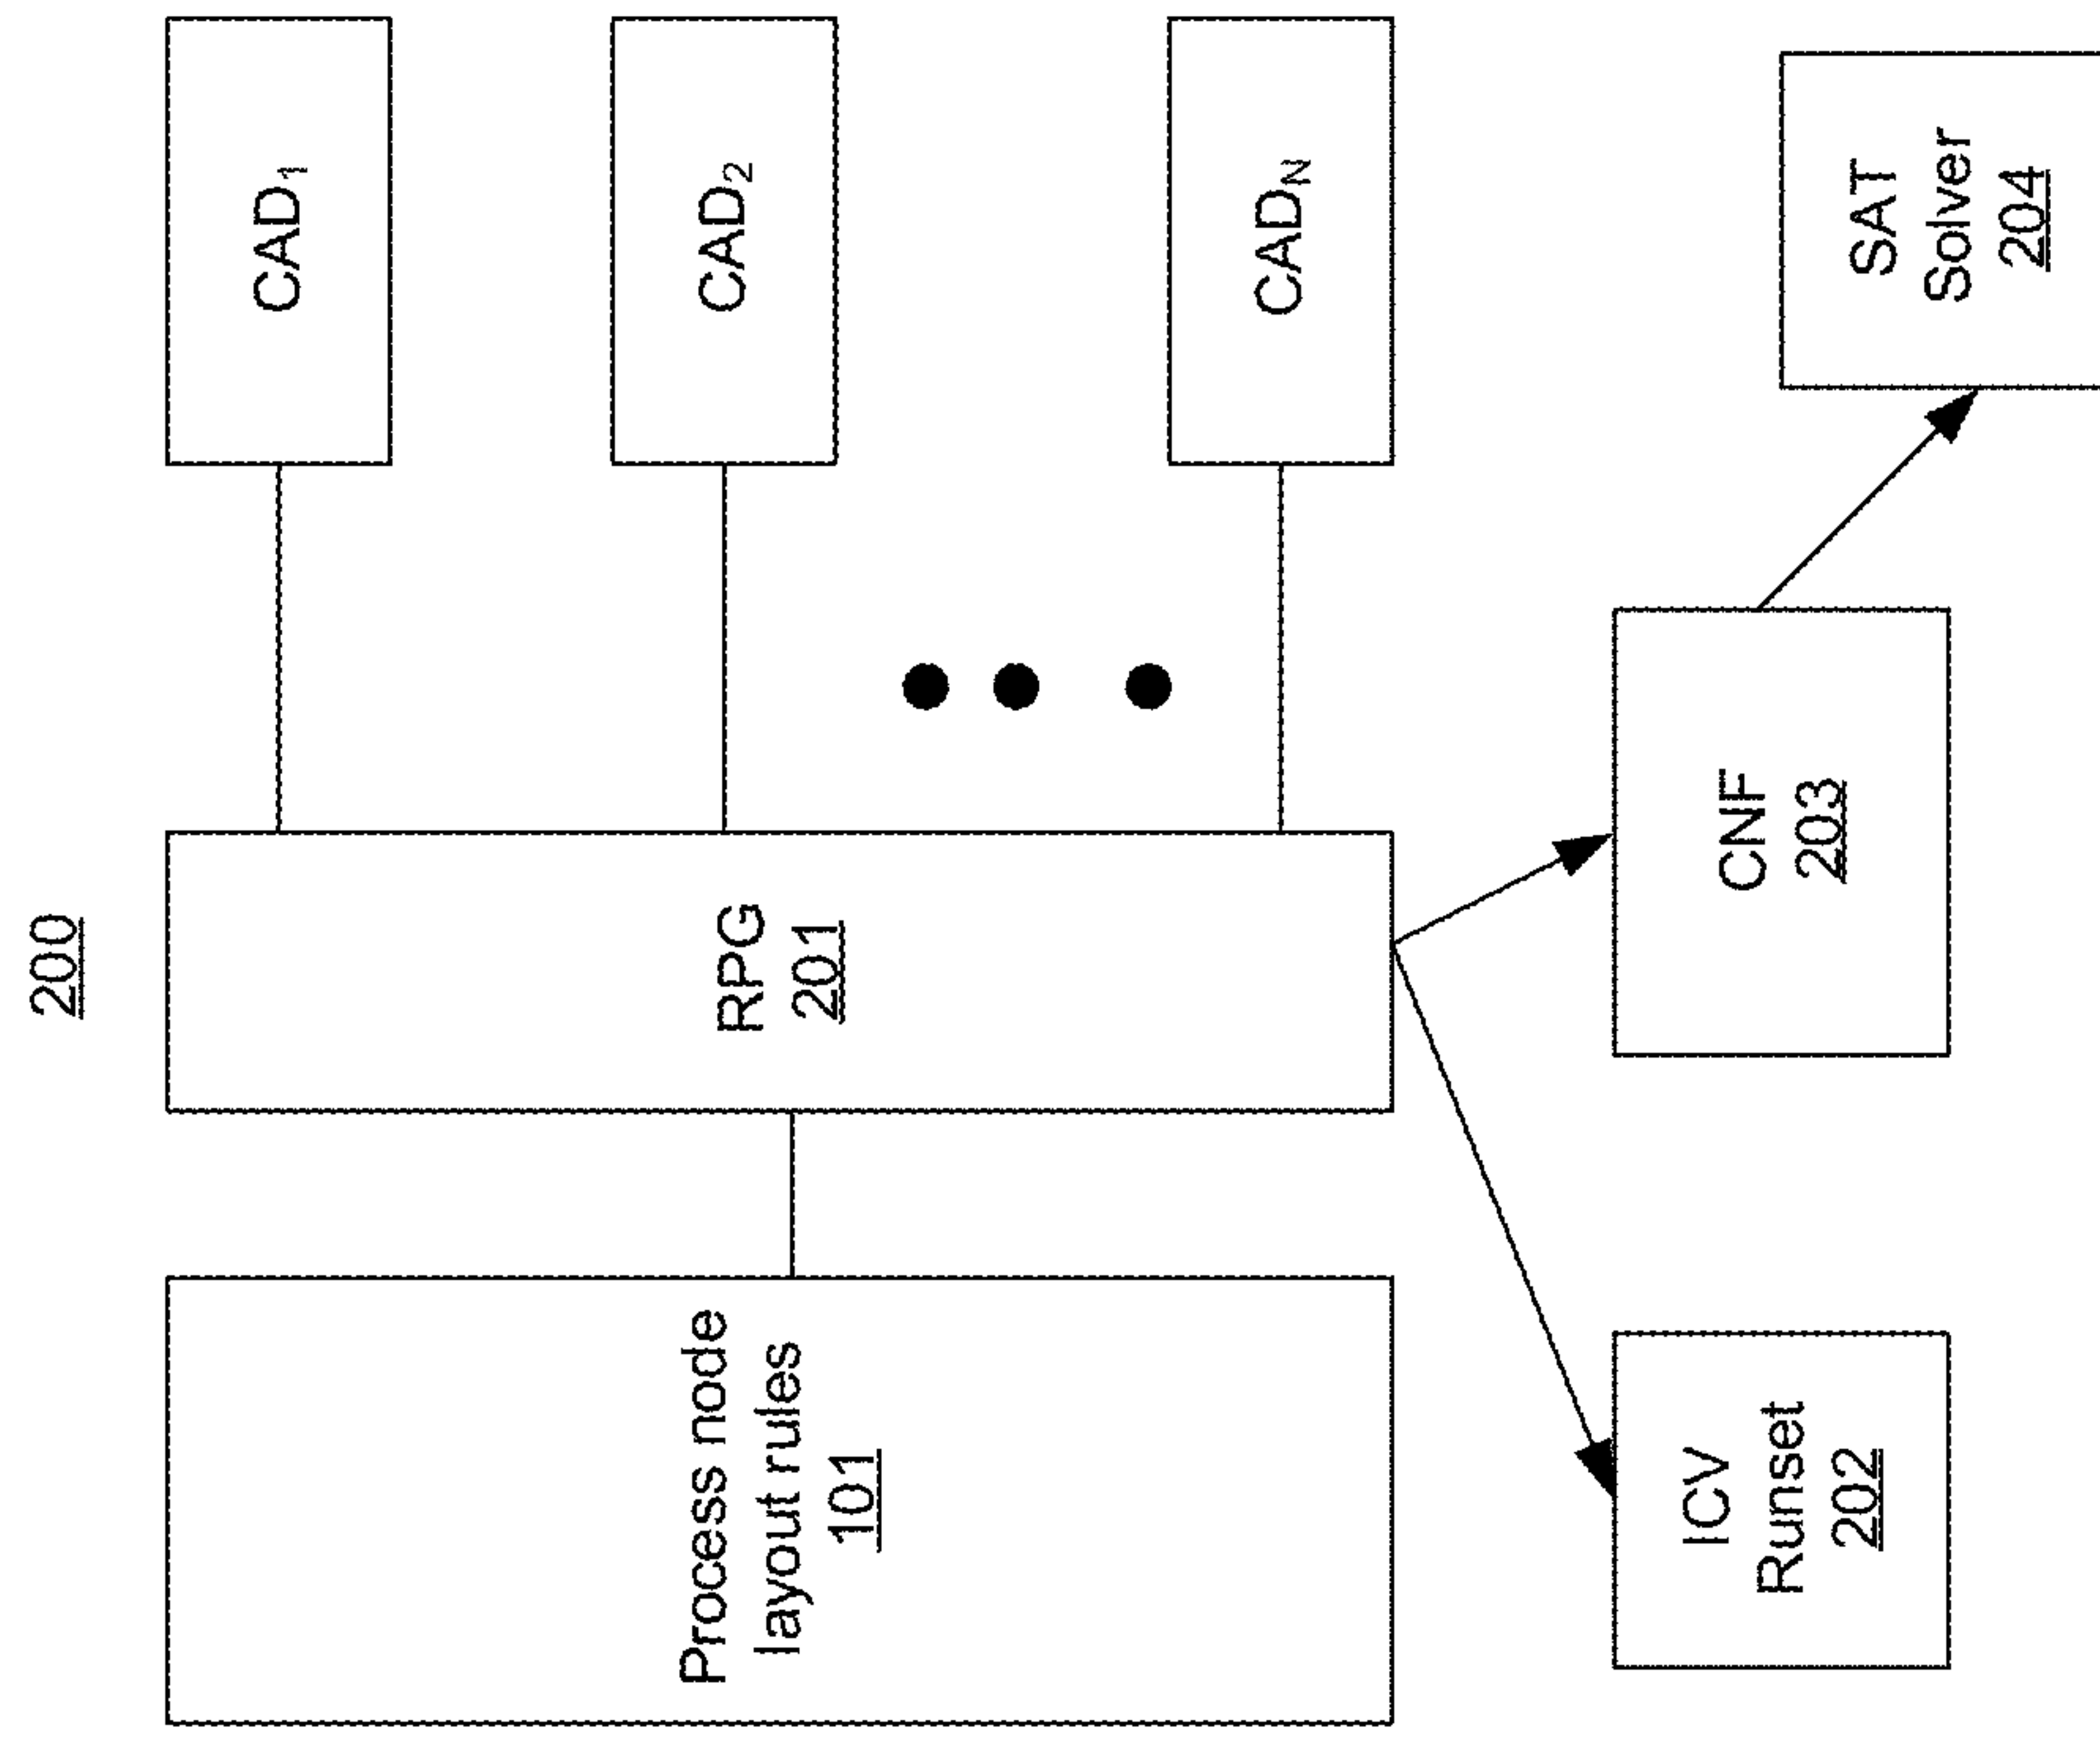 200
Process node
layout rules
101
RPG
201
CAD1
CAD2
CADN
ICV
Runset
202
CNF
203
SAT
Solver
204